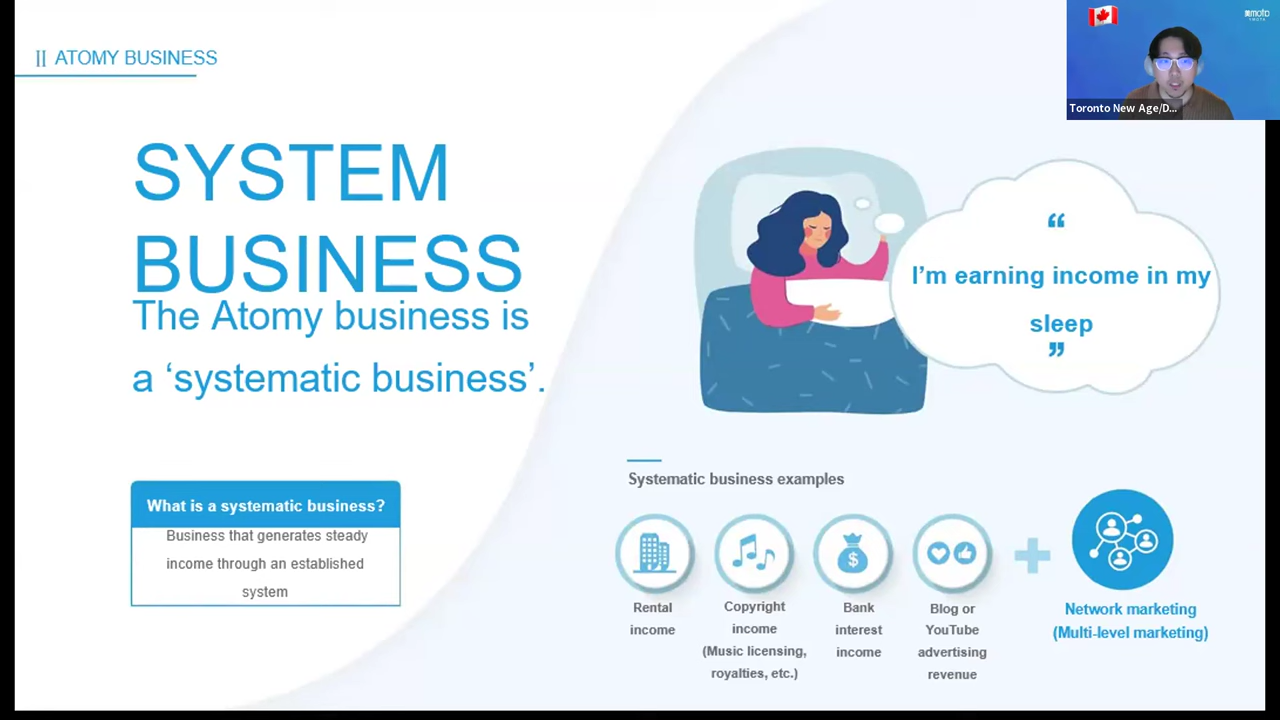 || ATOMY BUSINESS
Toronto New Age/D...
SYSTEM
BUSINESS
The Atomy business is
a ‘systematic business’.
“
I’m earning income in my
sleep
”
What is a systematic business?
Business that generates steady
income through an established
system
Systematic business examples
Rental
income
Copyright
income
(Music licensing,
royalties, etc.)
Bank
interest
income
Blog or
YouTube
advertising
revenue
Network marketing
(Multi-level marketing)